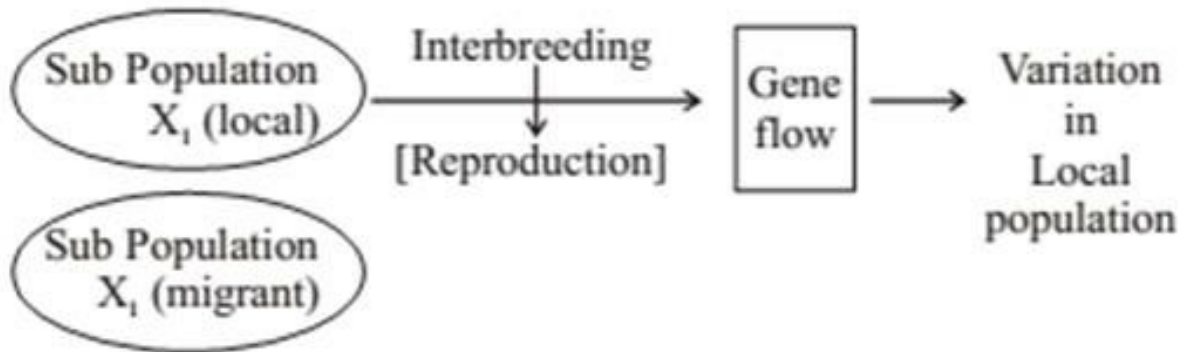 Sub Population
X₁ (local)
Interbreeding
[Reproduction]
Gene
flow
Variation
in
Local
population
Sub Population
X₁ (migrant)